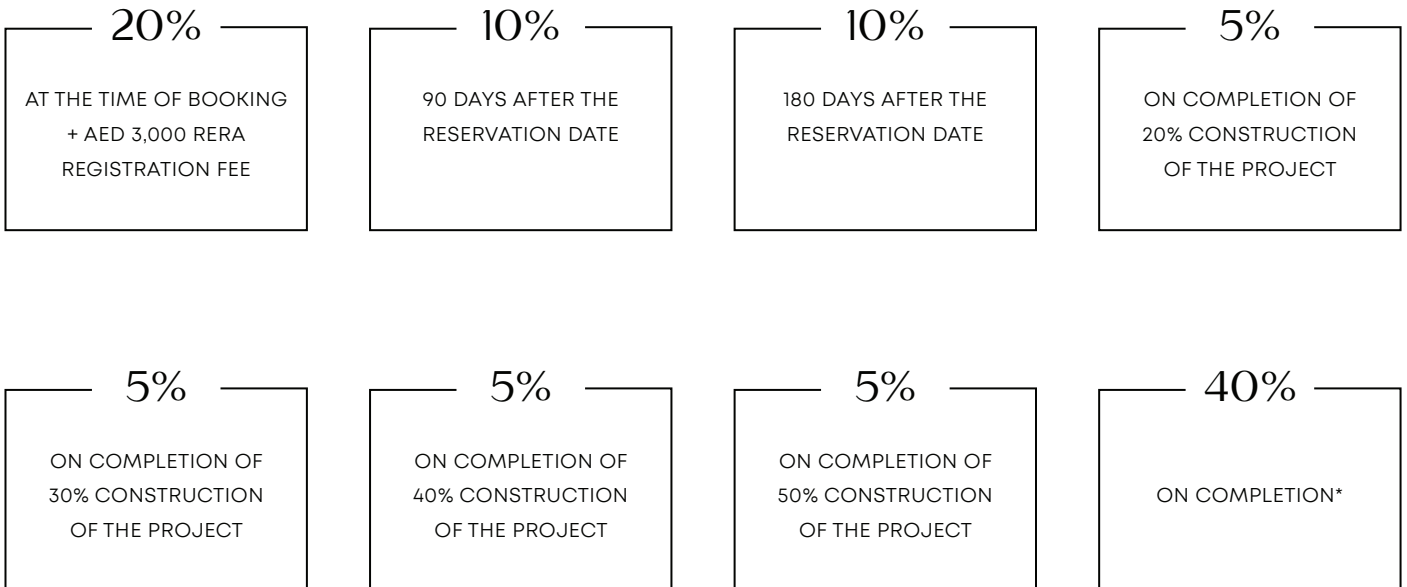 20%
AT THE TIME OF BOOKING
+ AED 3,000 RERA
REGISTRATION FEE
10%
90 DAYS AFTER THE
RESERVATION DATE
10%
180 DAYS AFTER THE
RESERVATION DATE
5%
ON COMPLETION OF
20% CONSTRUCTION
OF THE PROJECT
5%
ON COMPLETION OF
30% CONSTRUCTION
OF THE PROJECT
5%
ON COMPLETION OF
40% CONSTRUCTION
OF THE PROJECT
5%
ON COMPLETION OF
50% CONSTRUCTION
OF THE PROJECT
40%
ON COMPLETION*